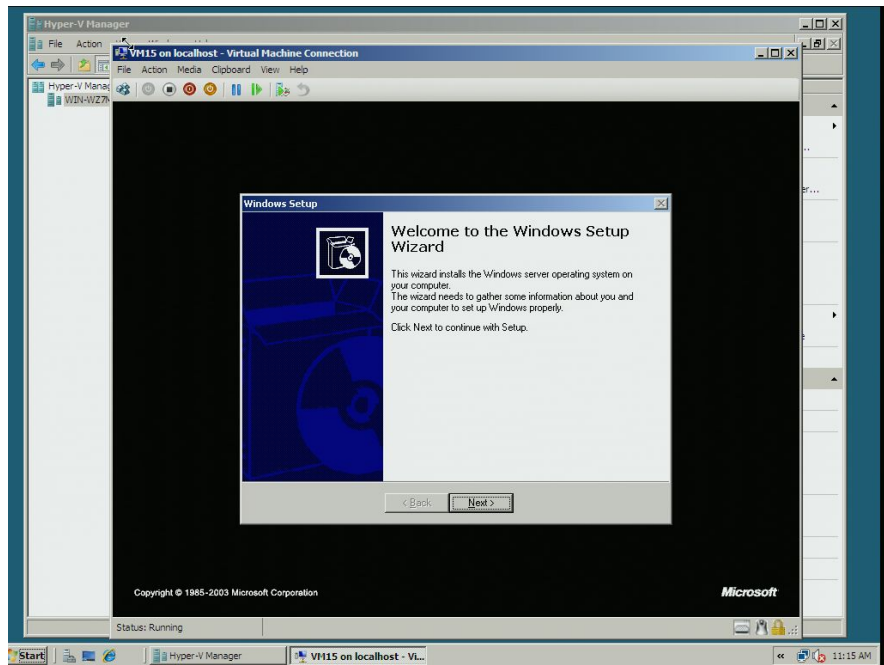 Hyper-V Manager
File Action
VM15 on localhost - Virtual Machine Connection
File Action Media Clipboard View Help
Hyper-V Manag
WIN-WZ7N
er...
Windows Setup
Welcome to the Windows Setup
Wizard
This wizard installs the Windows server operating system on
your computer.
The wizard needs to gather some information about you and
your computer to set up Windows properly.
Click Next to continue with Setup.
< Back
Next >
Copyright © 1985-2003 Microsoft Corporation
Microsoft
Status: Running
Start
Hyper-V Manager
VM15 on localhost - Vi...
11:15 AM